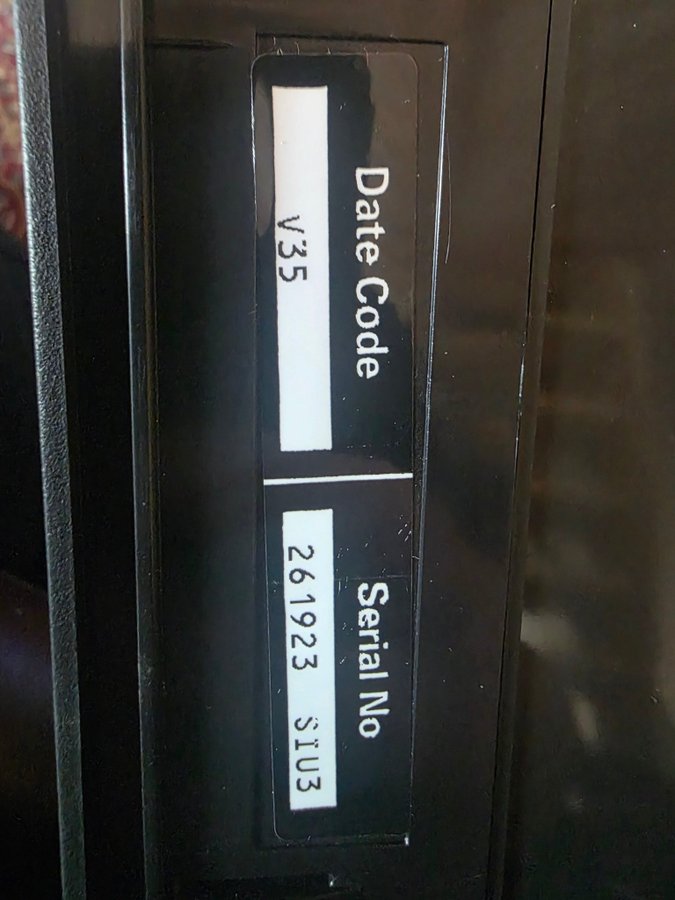 Date Code
V35
Serial No
261923 SIU3